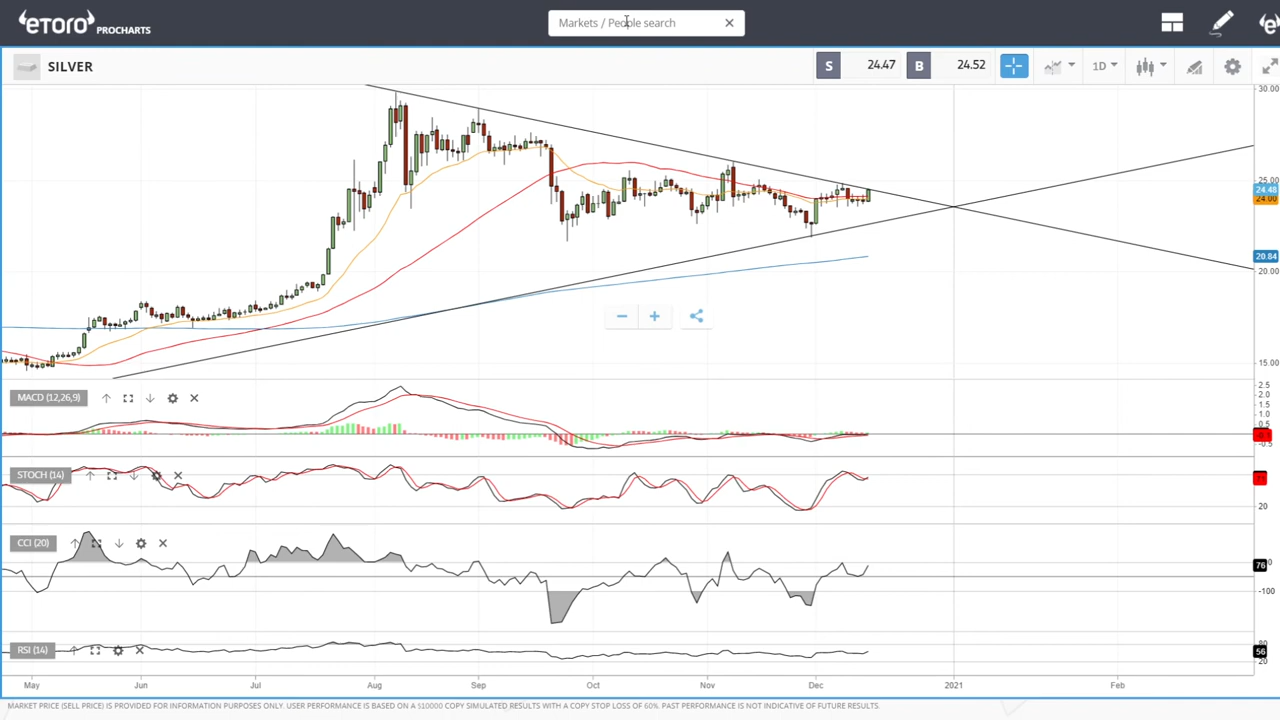 eToro PROCHARTS
Markets / People search
SILVER
S 24.47 B 24.52 1D
30.00
25.00
24.48
24.00
20.84
20.00
15.00
MACD (12,26,9)
2.5
2.0
1.5
1.0
0.5
-0.5
STOCH (14)
20
CCI (20)
76
-100
RSI (14)
80
56
20
May Jun Jul Aug Sep Oct Nov Dec 2021 Feb
MARKET PRICE (SELL PRICE) IS PROVIDED FOR INFORMATION PURPOSES ONLY. USER PERFORMANCE IS BASED ON A $10000 COPY SIMULATED RESULTS WITH A COPY STOP LOSS OF 60%. PAST PERFORMANCE IS NOT INDICATIVE OF FUTURE RESULTS.